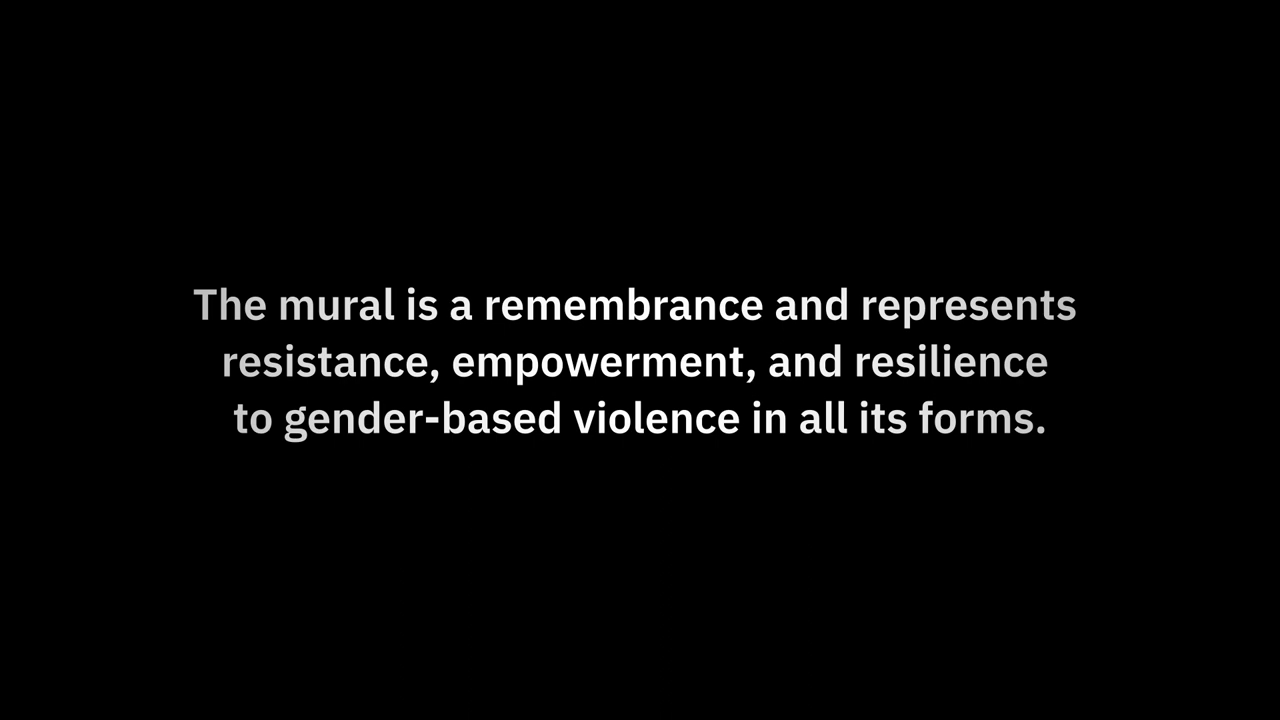 The mural is a remembrance and represents
resistance, empowerment, and resilience
to gender-based violence in all its forms.